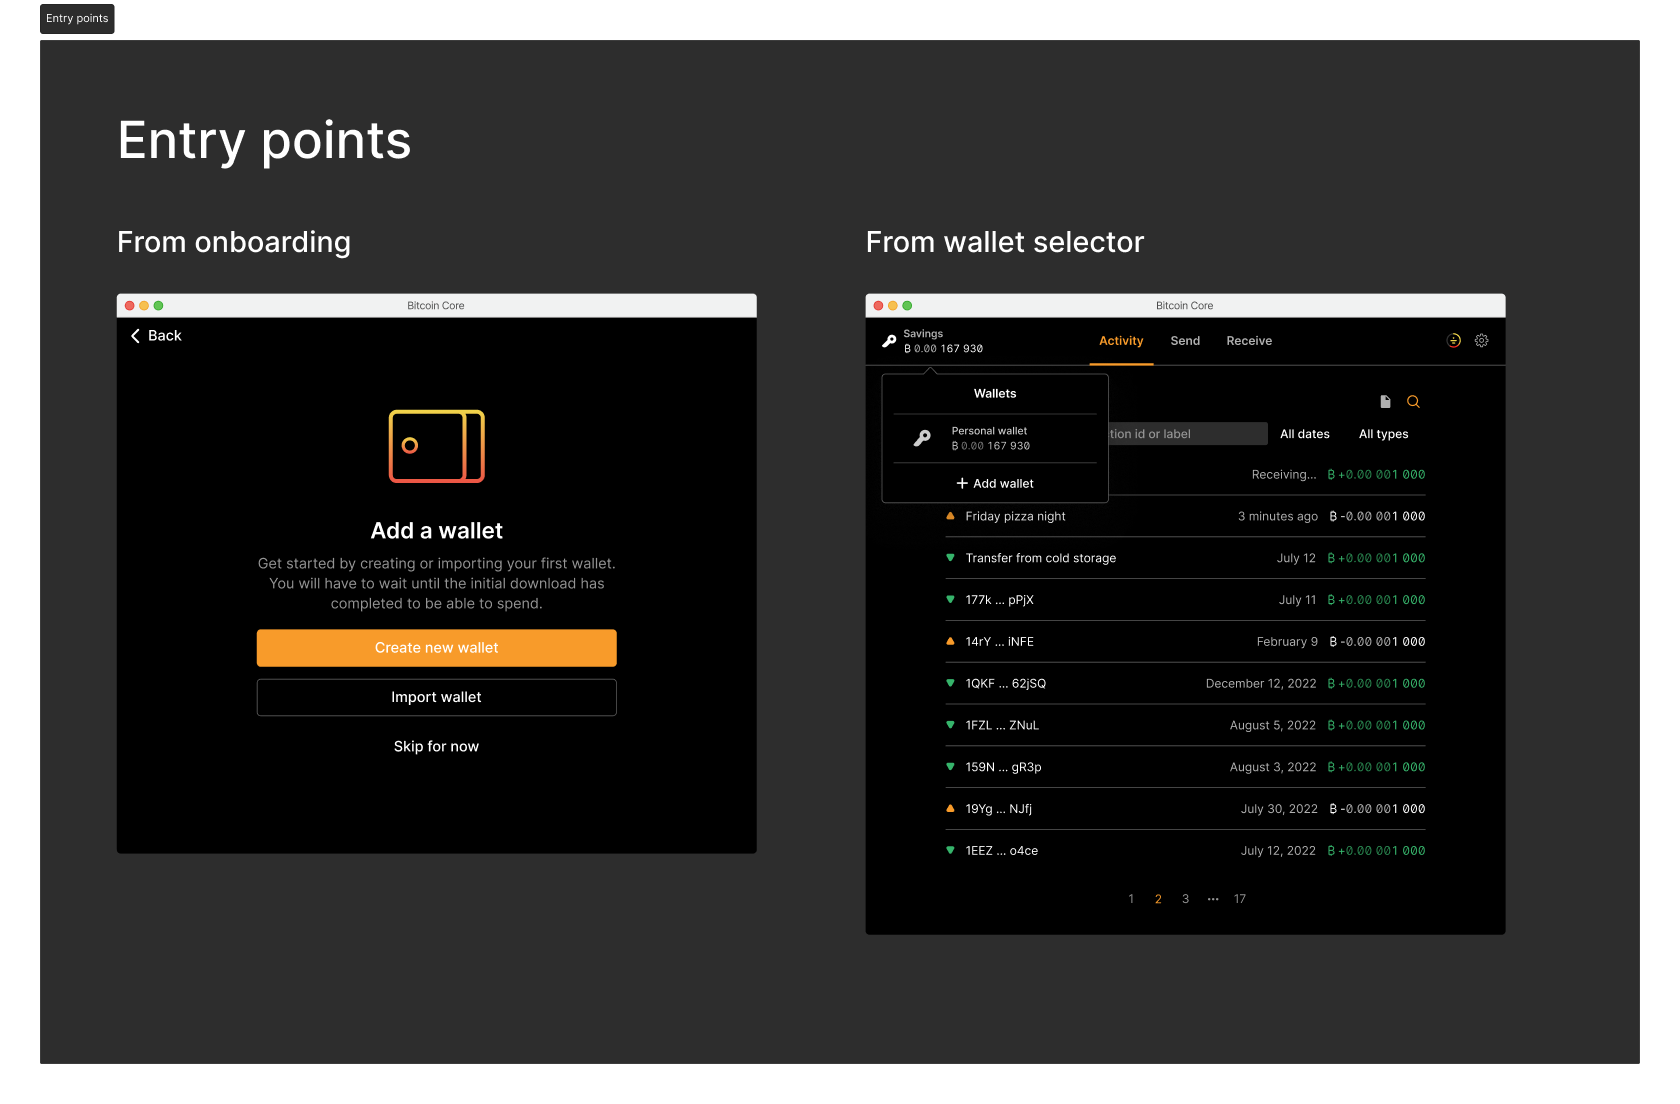 Entry points
Entry points
From onboarding
Bitcoin Core
Back
Add a wallet
Get started by creating or importing your first wallet.
You will have to wait until the initial download has
completed to be able to spend.
Create new wallet
Import wallet
Skip for now
From wallet selector
Bitcoin Core
Savings
₿ 0.00 167 930
Activity Send Receive
Wallets
Personal wallet
₿ 0.00 167 930
Add wallet
tion id or label All dates All types
Receiving... ₿ +0.00 001 000
Friday pizza night 3 minutes ago ₿ -0.00 001 000
Transfer from cold storage July 12 ₿ +0.00 001 000
177k ... pPjX July 11 ₿ +0.00 001 000
14rY ... iNFE February 9 ₿ -0.00 001 000
1QKF ... 62jSQ December 12, 2022 ₿ +0.00 001 000
1FZL ... ZNuL August 5, 2022 ₿ +0.00 001 000
159N ... gR3p August 3, 2022 ₿ +0.00 001 000
19Yg ... NJfj July 30, 2022 ₿ -0.00 001 000
1EEZ ... o4ce July 12, 2022 ₿ +0.00 001 000
1 2 3 ... 17